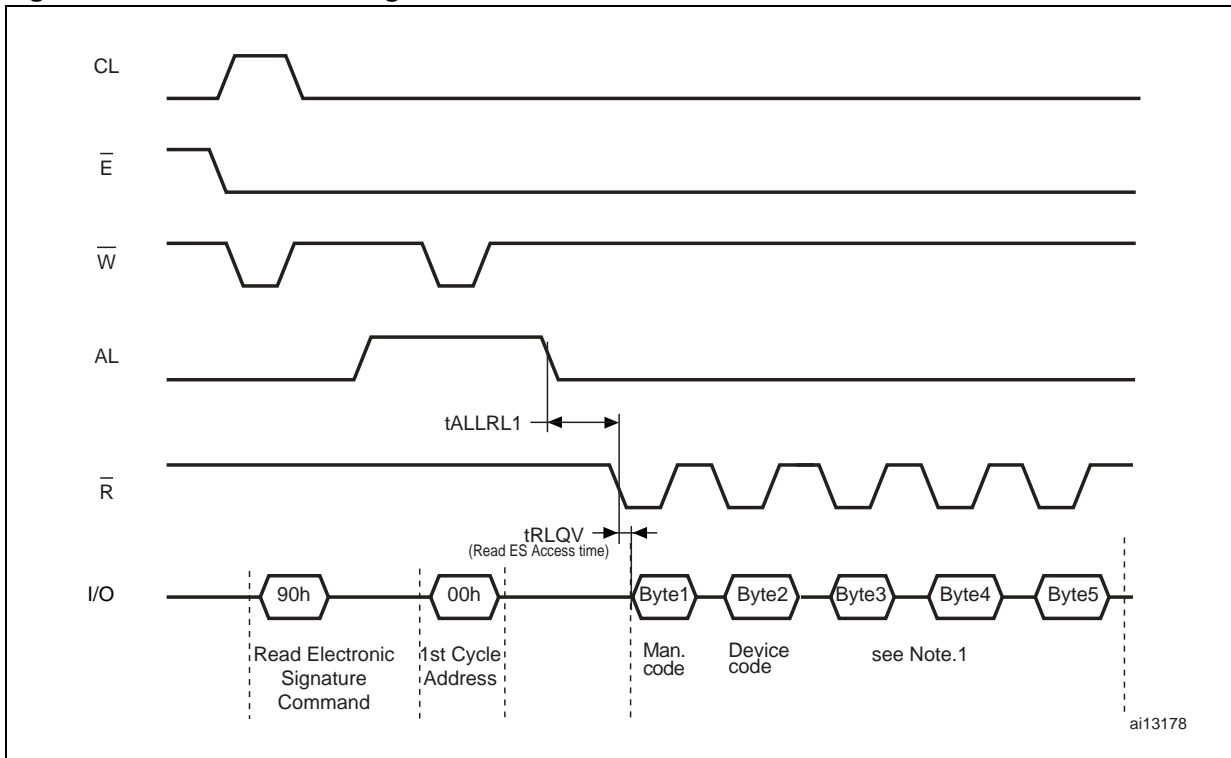 CL
E
W
AL
tALLRL1
R
tRLQV
(Read ES Access time)
I/O
90h
00h
Byte1
Byte2
Byte3
Byte4
Byte5
Read Electronic
Signature
Command
1st Cycle
Address
Man.
code
Device
code
see Note.1
ai13178